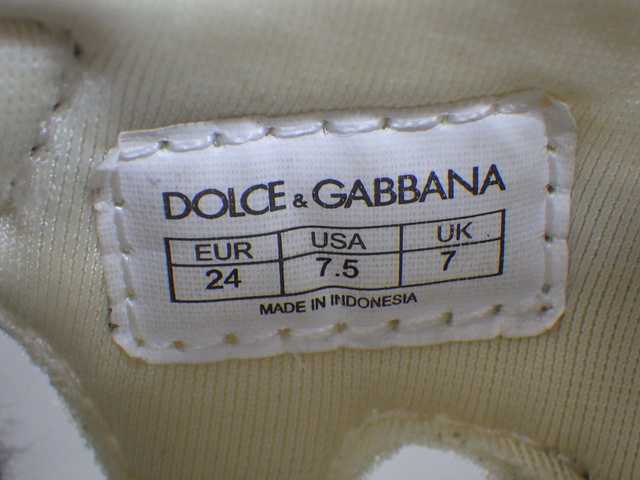 DOLCE & GABBANA
EUR USA UK
24 7.5 7
MADE IN INDONESIA